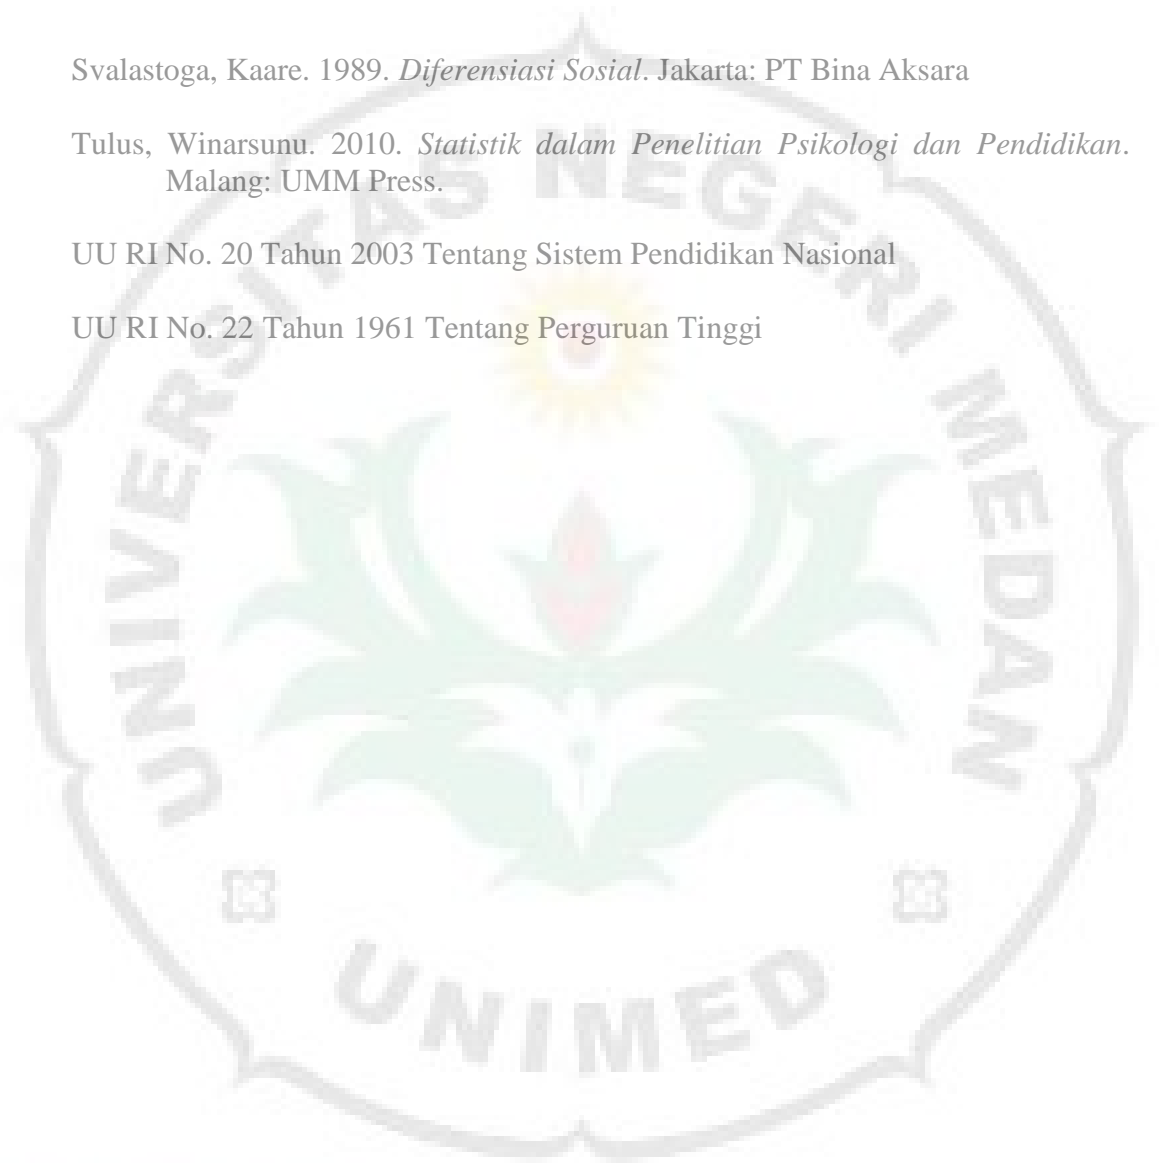 Svalastoga, Kaare. 1989. Diferensiasi Sosial. Jakarta: PT Bina Aksara
Tulus, Winarsunu. 2010. Statistik dalam Penelitian Psikologi dan Pendidikan.
Malang: UMM Press.
UU RI No. 20 Tahun 2003 Tentang Sistem Pendidikan Nasional
UU RI No. 22 Tahun 1961 Tentang Perguruan Tinggi
UNIVERSITAS NEGERI MEDAN
UNIMED